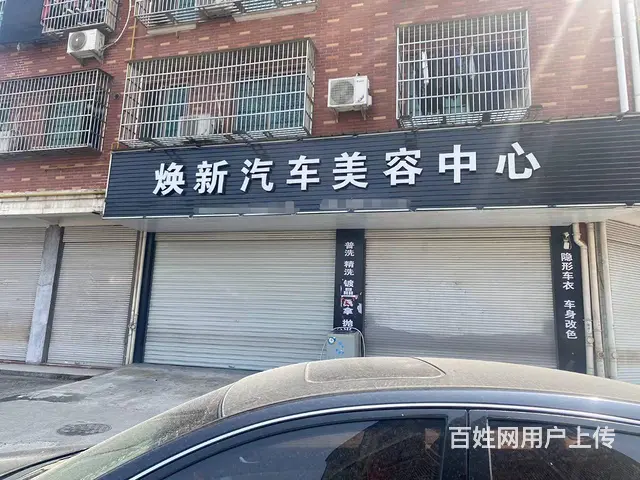 焕新汽车美容中心
普洗 精洗 镀晶
隐形车衣 车身改色
百姓网用户上传